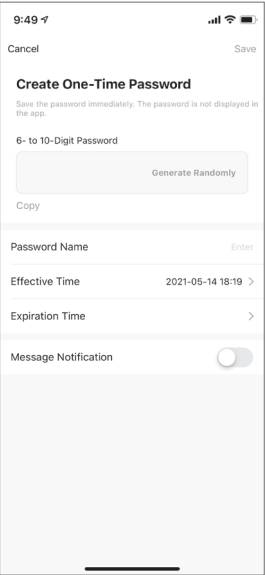 9:49
Cancel
Save
Create One-Time Password
Save the password immediately. The password is not displayed in
the app.
6- to 10-Digit Password
Generate Randomly
Copy
Password Name
Enter
Effective Time
2021-05-14 18:19
Expiration Time
Message Notification